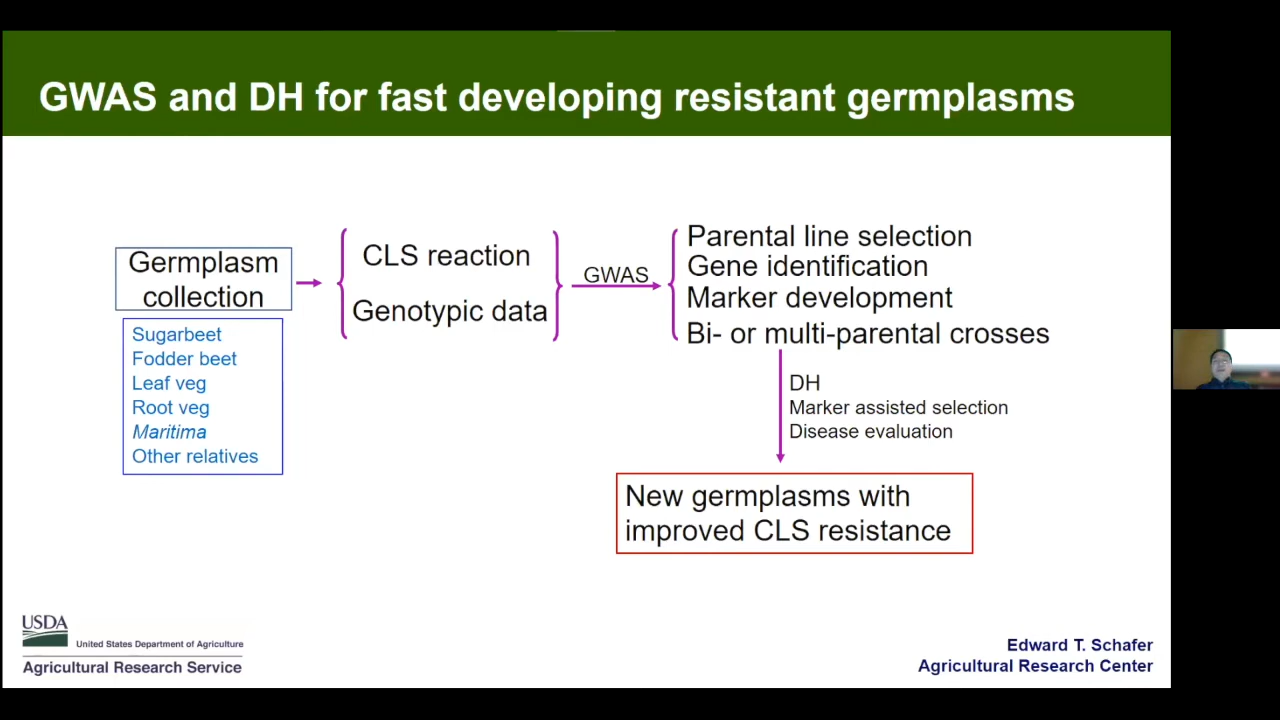 GWAS and DH for fast developing resistant germplasms
Germplasm
collection
Sugarbeet
Fodder beet
Leaf veg
Root veg
Maritima
Other relatives
CLS reaction
Genotypic data
GWAS
Parental line selection
Gene identification
Marker development
Bi- or multi-parental crosses
DH
Marker assisted selection
Disease evaluation
New germplasms with
improved CLS resistance
USDA
United States Department of Agriculture
Agricultural Research Service
Edward T. Schafer
Agricultural Research Center